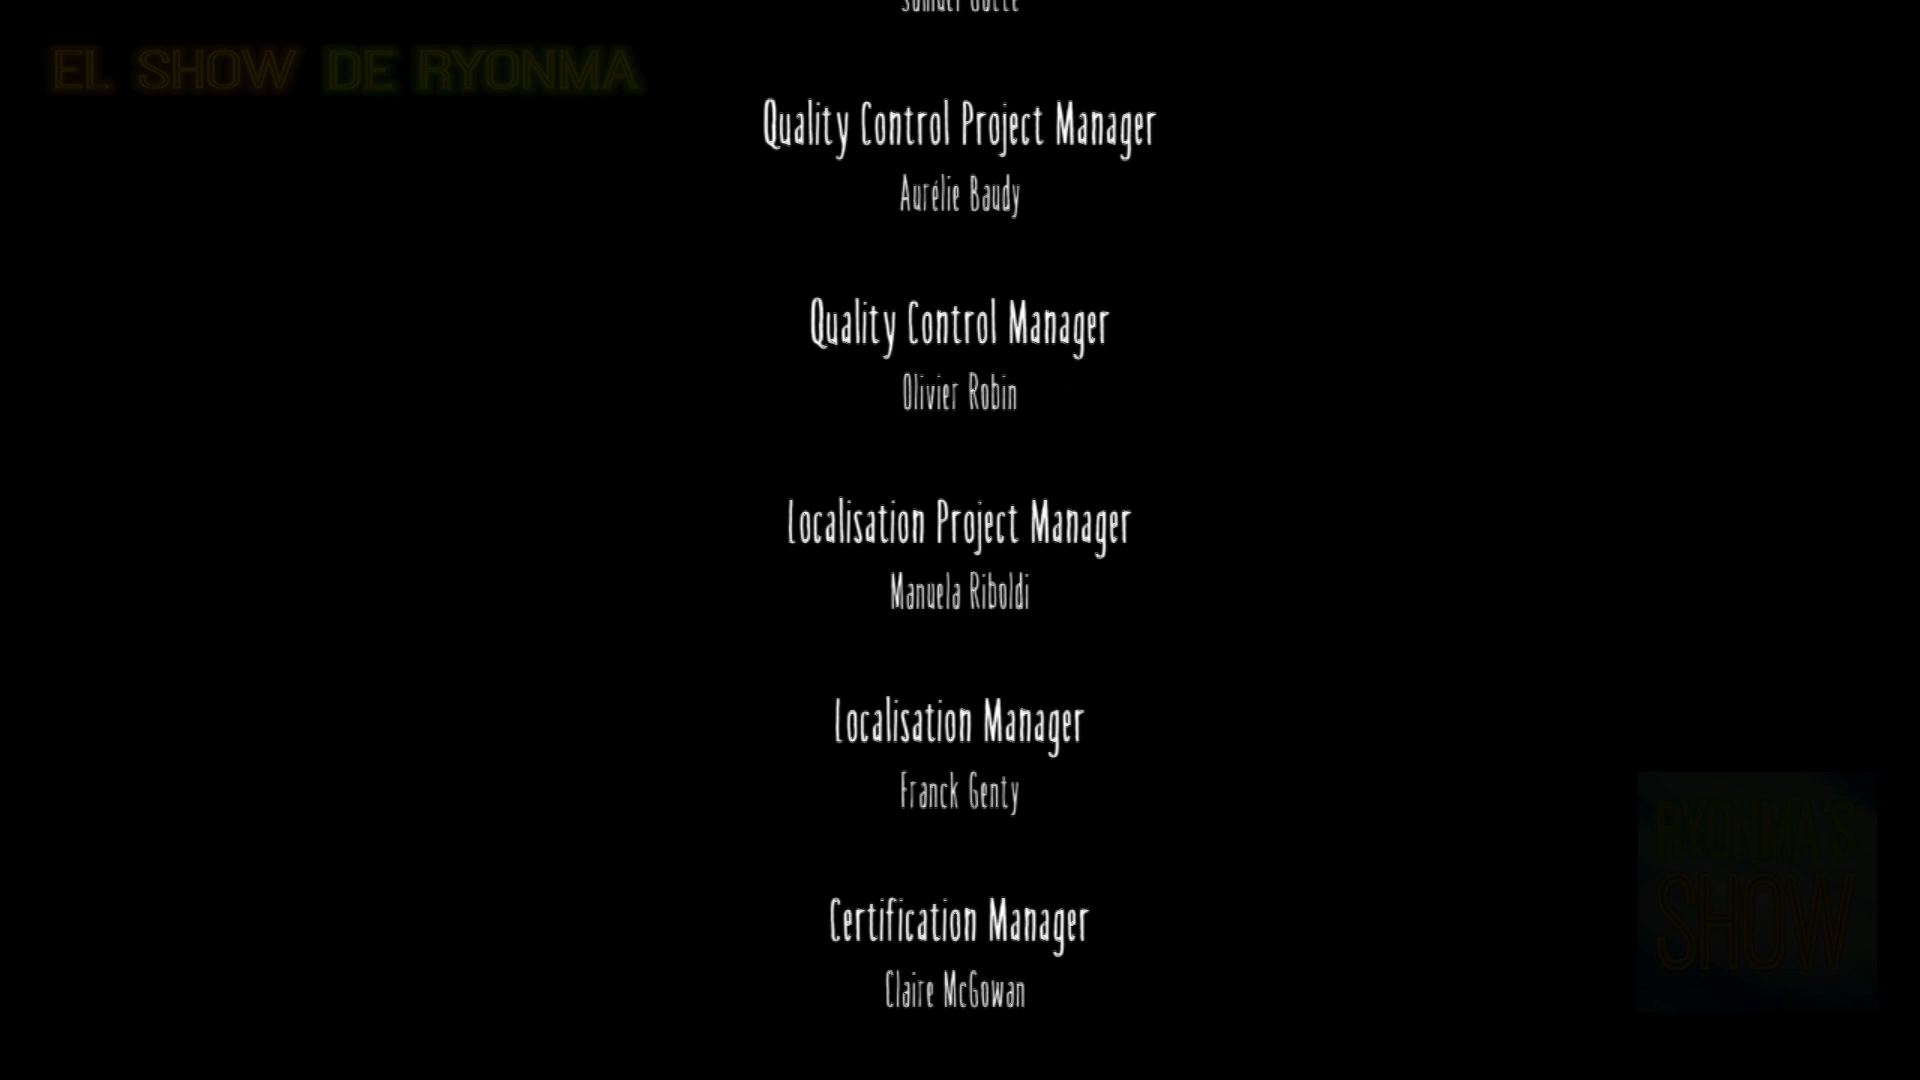 EL SHOW DE RYONMA
Quality Control Project Manager
Aurélie Baudy
Quality Control Manager
Olivier Robin
Localisation Project Manager
Manuela Riboldi
Localisation Manager
Franck Genty
RYONMA'S
SHOW
Certification Manager
Claire McGowan